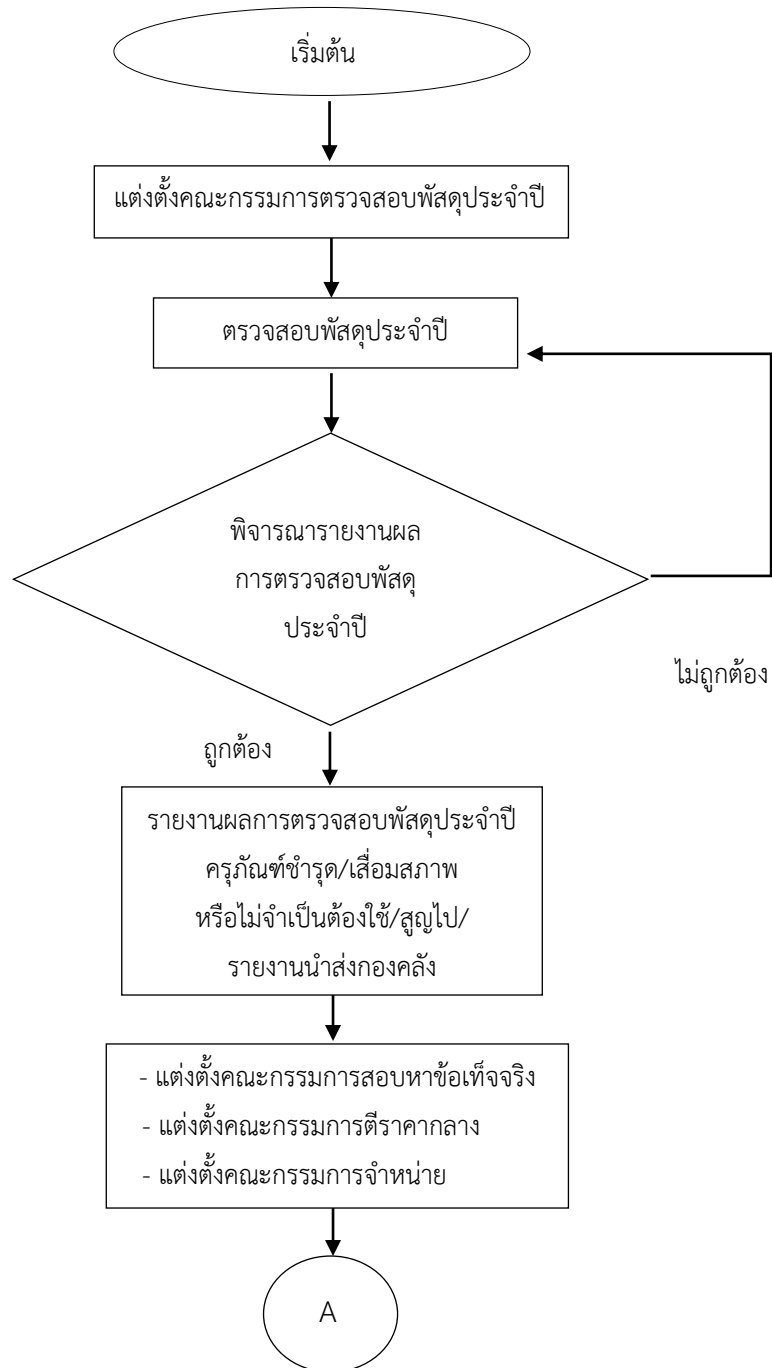 เริ่มต้น
แต่งตั้งคณะกรรมการตรวจสอบพัสดุประจำปี
ตรวจสอบพัสดุประจำปี
พิจารณารายงานผล
การตรวจสอบพัสดุ
ประจำปี
ไม่ถูกต้อง
ถูกต้อง
รายงานผลการตรวจสอบพัสดุประจำปี
ครุภัณฑ์ชำรุด/เสื่อมสภาพ
หรือไม่จำเป็นต้องใช้/สูญไป/
รายงานนำส่งกองคลัง
- แต่งตั้งคณะกรรมการสอบหาข้อเท็จจริง
- แต่งตั้งคณะกรรมการตีราคากลาง
- แต่งตั้งคณะกรรมการจำหน่าย
A